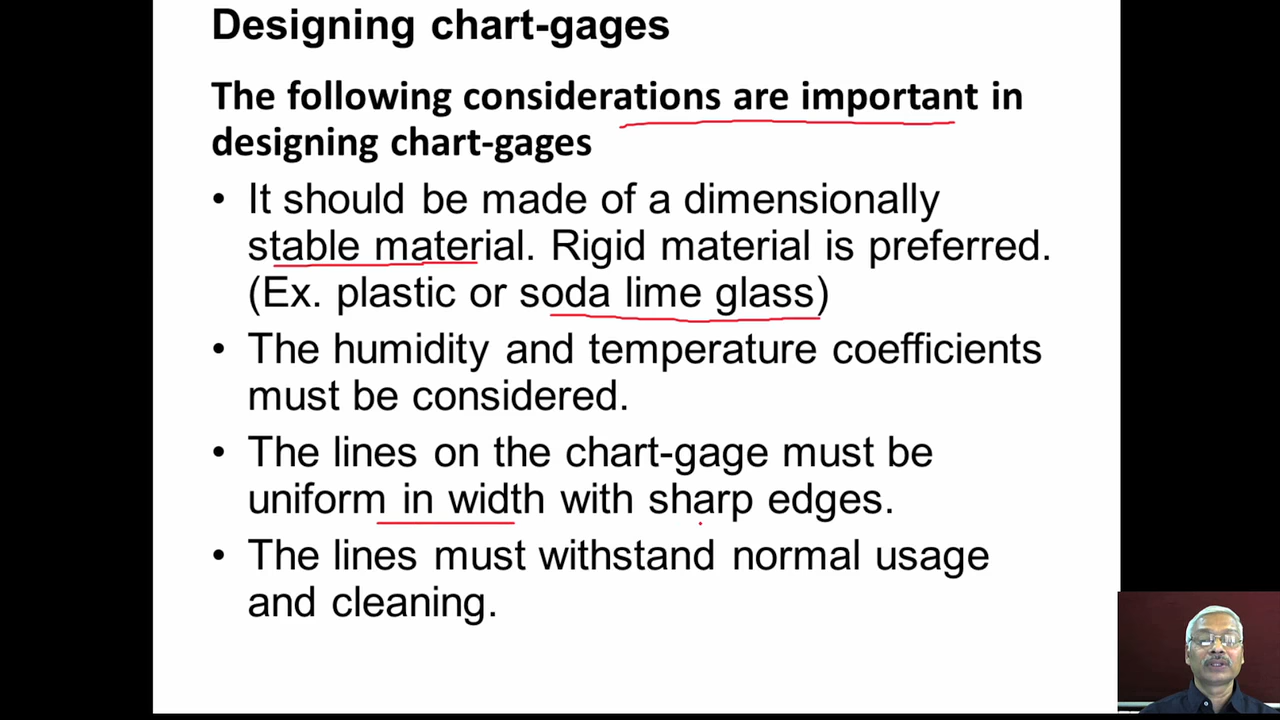 Designing chart-gages
The following considerations are important in
designing chart-gages
• It should be made of a dimensionally
stable material. Rigid material is preferred.
(Ex. plastic or soda lime glass)
• The humidity and temperature coefficients
must be considered.
• The lines on the chart-gage must be
uniform in width with sharp edges.
• The lines must withstand normal usage
and cleaning.